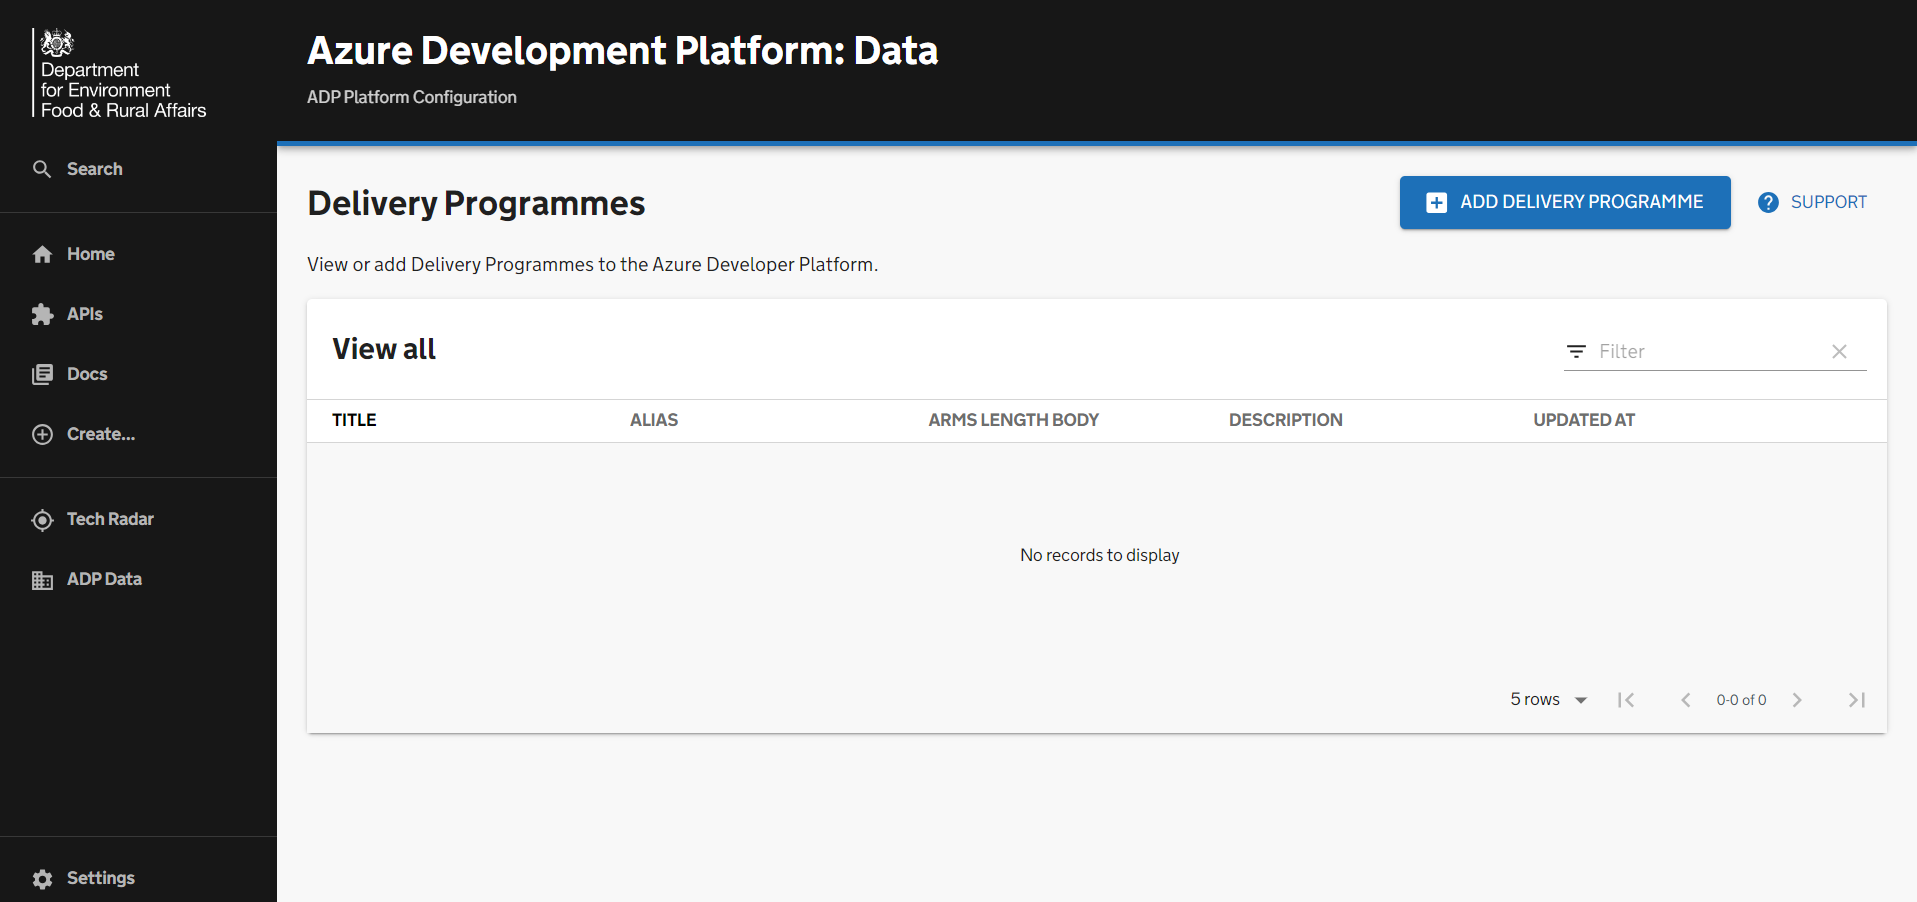 Department
for Environment
Food & Rural Affairs
Search
Home
APIs
Docs
Create...
Tech Radar
ADP Data
Settings
Azure Development Platform: Data
ADP Platform Configuration
Delivery Programmes
ADD DELIVERY PROGRAMME
SUPPORT
View or add Delivery Programmes to the Azure Developer Platform.
View all
Filter
TITLE ALIAS ARMS LENGTH BODY DESCRIPTION UPDATED AT
No records to display
5 rows 0-0 of 0